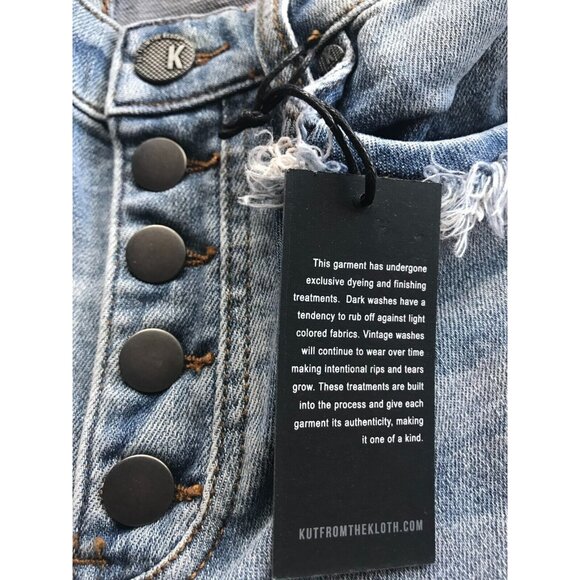 K
This garment has undergone
exclusive dyeing and finishing
treatments. Dark washes have a
tendency to rub off against light
colored fabrics. Vintage washes
will continue to wear over time
making intentional rips and tears
grow. These treatments are built
into the process and give each
garment its authenticity, making
it one of a kind.
KUTFROMTHEKLOTH.COM